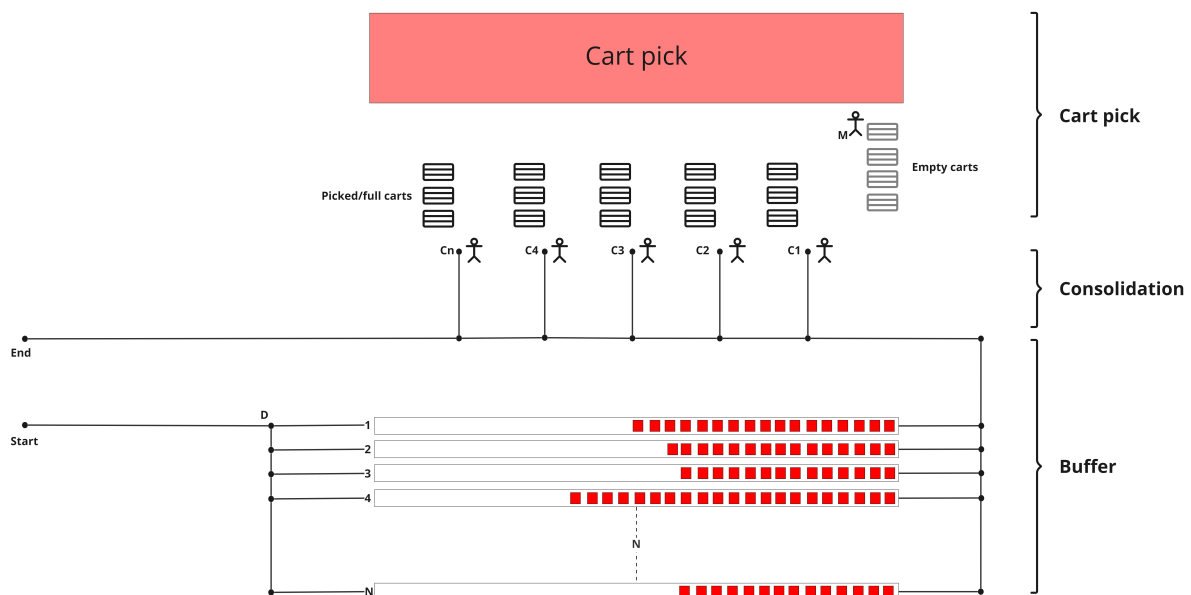 Cart pick
M
Cart pick
Empty carts
Picked/full carts
Cn
C4
C3
C2
C1
Consolidation
End
D
Start
1
2
3
4
Buffer
N
N